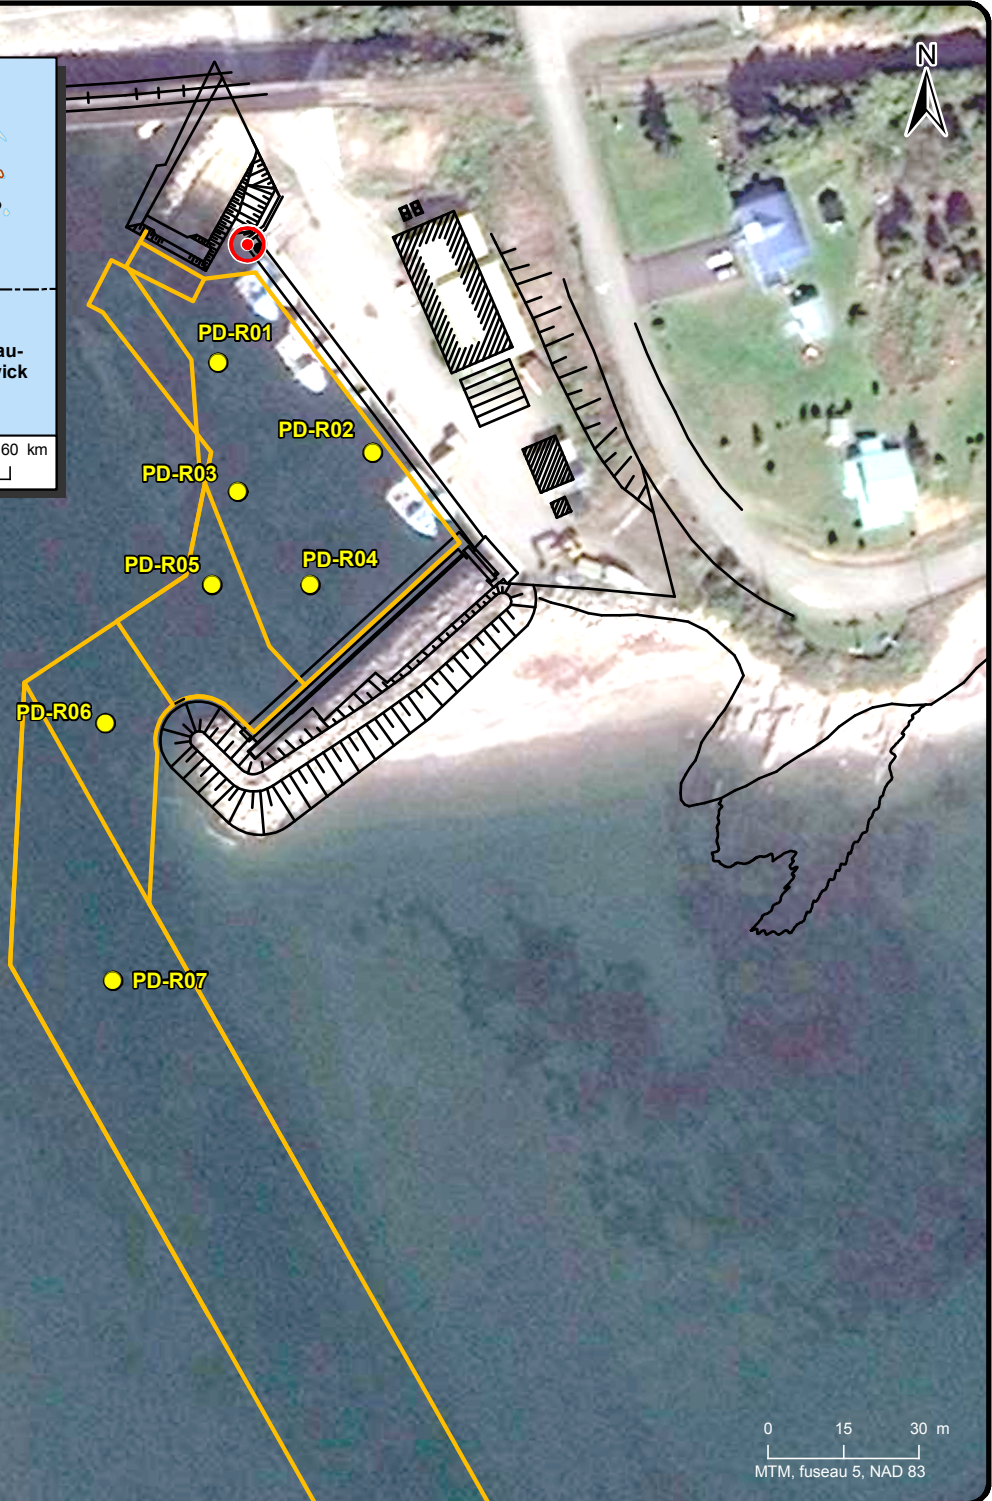 N
au-
ick
60 km
PD-R01
PD-R02
PD-R03
PD-R04
PD-R05
PD-R06
PD-R07
0 15 30 m
MTM, fuseau 5, NAD 83